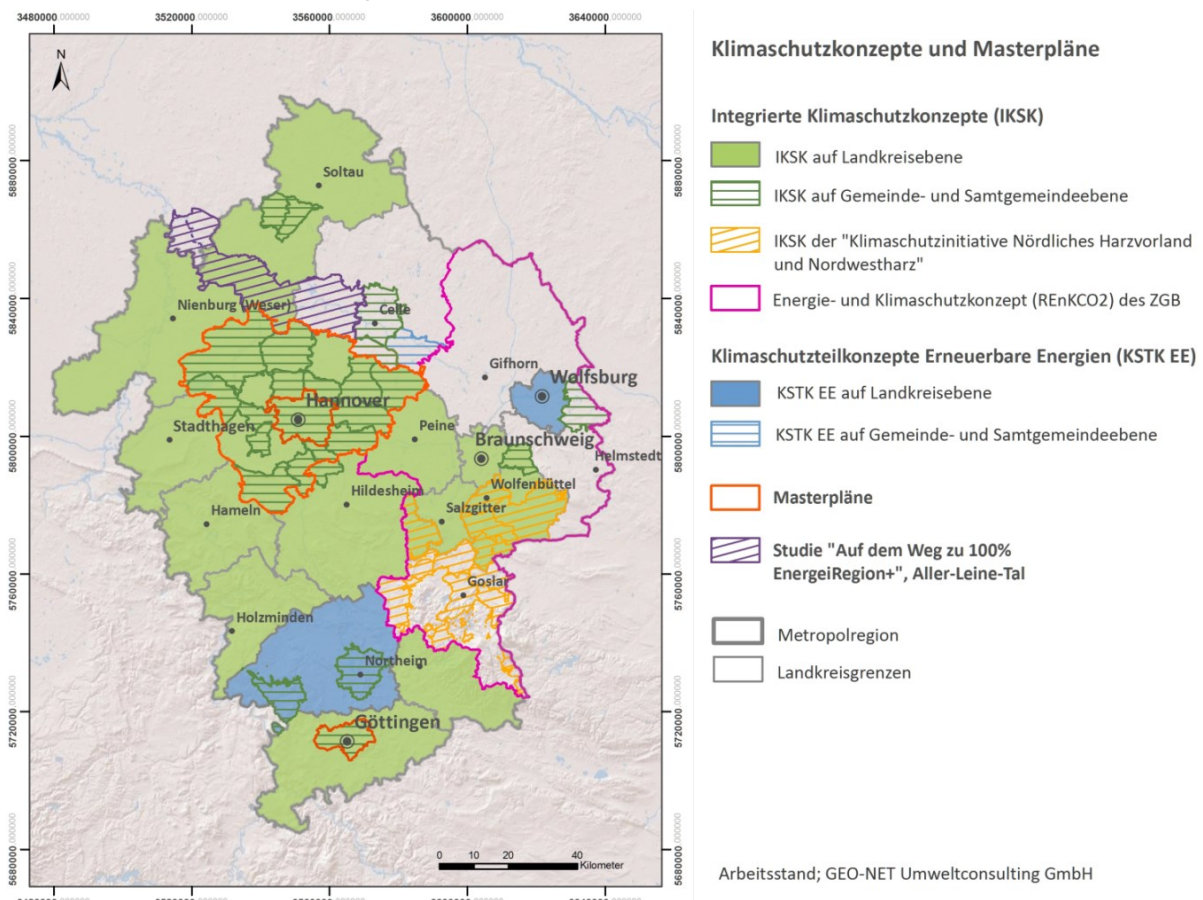 3480000,000000 3520000,000000 3560000,000000 3600000,000000 3640000,000000
N
5880000,000000
5840000,000000
5800000,000000
5760000,000000
5720000,000000
5680000,000000
5880000,000000
5840000,000000
5800000,000000
5760000,000000
5720000,000000
5680000,000000
Soltau
Nienburg (Weser)
Celle
Gifhorn
Wolfsburg
Hannover
Stadthagen
Peine
Braunschweig
Helmstedt
Wolfenbüttel
Hildesheim
Salzgitter
Hameln
Goslar
Holzminden
Northeim
Göttingen
0 10 20 40
Kilometer
Klimaschutzkonzepte und Masterpläne
Integrierte Klimaschutzkonzepte (IKSK)
IKSK auf Landkreisebene
IKSK auf Gemeinde- und Samtgemeindeebene
IKSK der "Klimaschutzinitiative Nördliches Harzvorland
und Nordwestharz"
Energie- und Klimaschutzkonzept (REnKCO2) des ZGB
Klimaschutzteilkonzepte Erneuerbare Energien (KSTK EE)
KSTK EE auf Landkreisebene
KSTK EE auf Gemeinde- und Samtgemeindeebene
Masterpläne
Studie "Auf dem Weg zu 100%
EnergeiRegion+", Aller-Leine-Tal
Metropolregion
Landkreisgrenzen
Arbeitsstand; GEO-NET Umweltconsulting GmbH